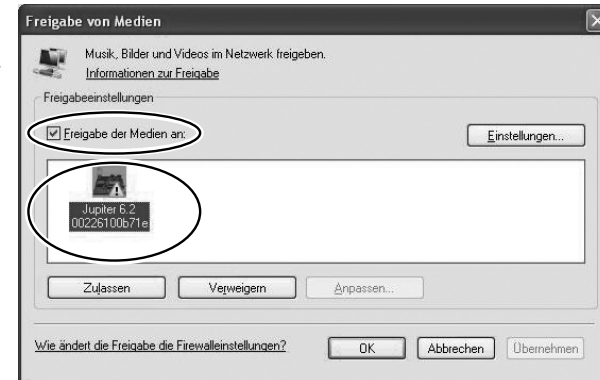 Freigabe von Medien
Musik, Bilder und Videos im Netzwerk freigeben.
Informationen zur Freigabe
Freigabeeinstellungen
Freigabe der Medien an:
Einstellungen...
Jupiter 6.2
00226100b71e
Zulassen Verweigern Anpassen...
Wie ändert die Freigabe die Firewalleinstellungen? OK Abbrechen Übernehmen